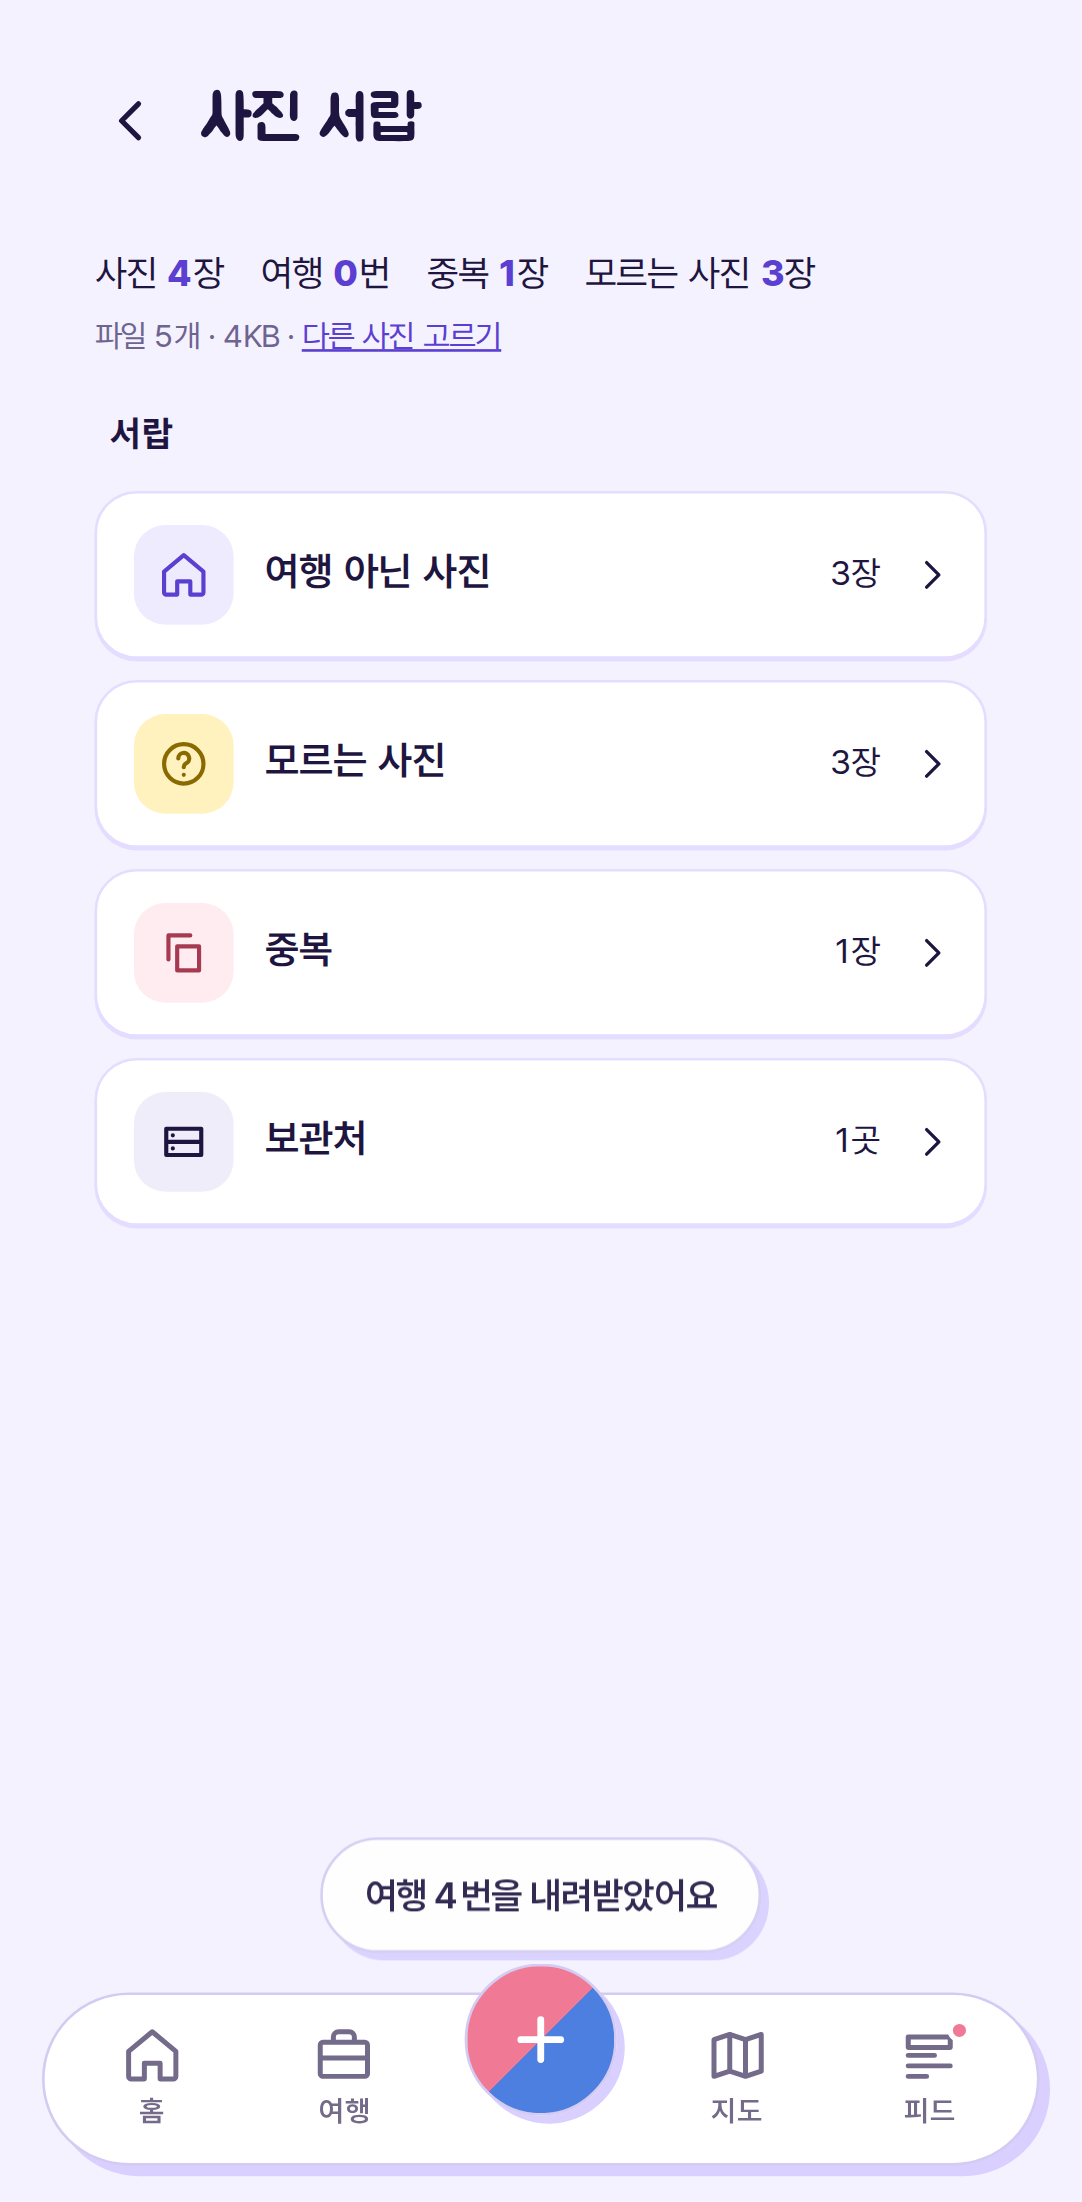 사진 서랍
사진 4장 여행 0번 중복 1장 모르는 사진 3장
파일 5개 · 4KB · 다른 사진 고르기
서랍
여행 아닌 사진 3장
모르는 사진 3장
중복 1장
보관처 1곳
여행 4번을 내려받았어요
홈 여행 지도 피드